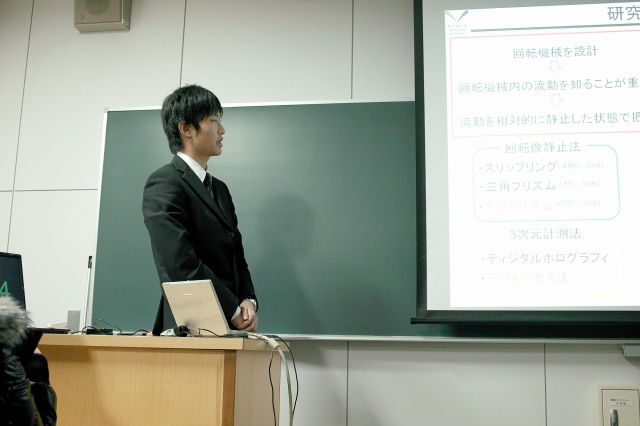 研究
回転機械を設計
回転機械内の流動を知ることが重
流動を相対的に静止した状態で把
回転像静止法
・スリップリング
・三角プリズム
・ダブプリズム
3次元計測法
・ディジタルホログラフィ
・デフォーカス法
4